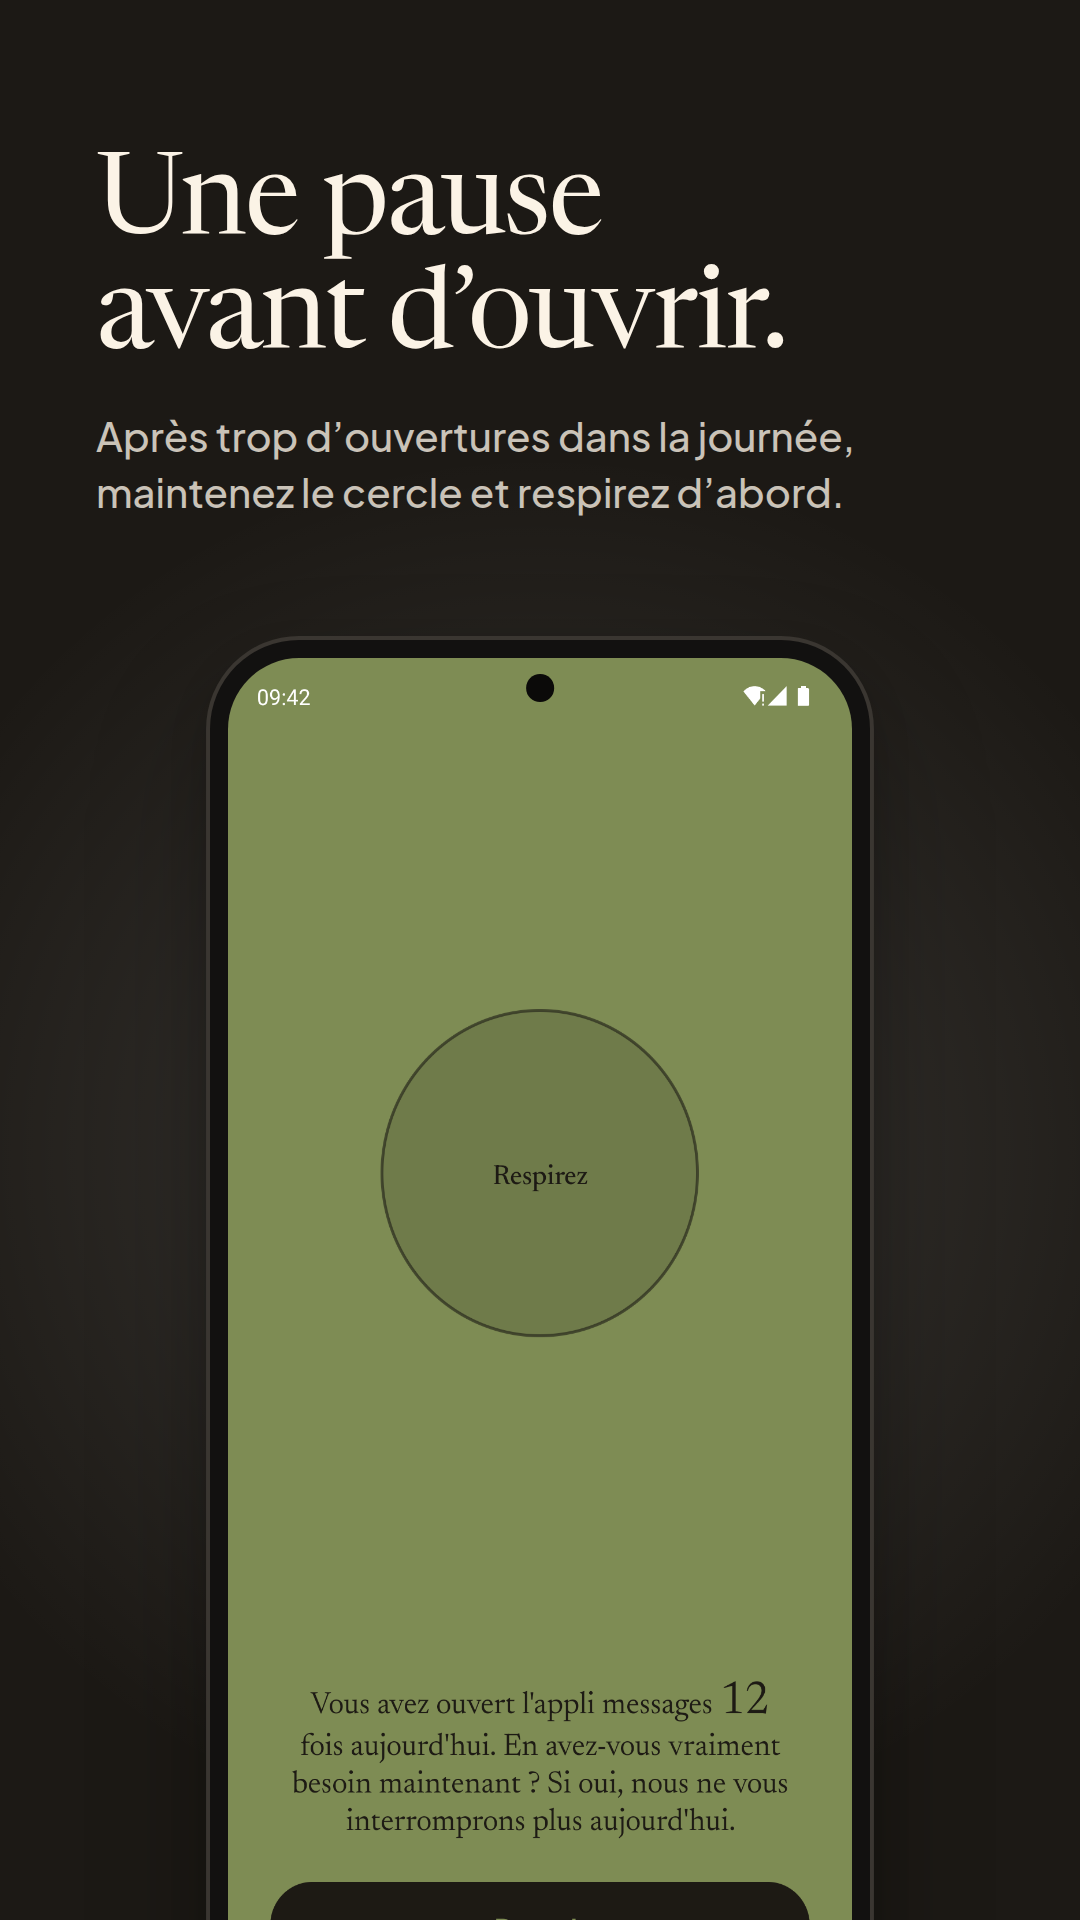 Une pause
avant d’ouvrir.
Après trop d’ouvertures dans la journée,
maintenez le cercle et respirez d’abord.
09:42
Respirez
Vous avez ouvert l'appli messages 12
fois aujourd'hui. En avez-vous vraiment
besoin maintenant ? Si oui, nous ne vous
interromprons plus aujourd'hui.